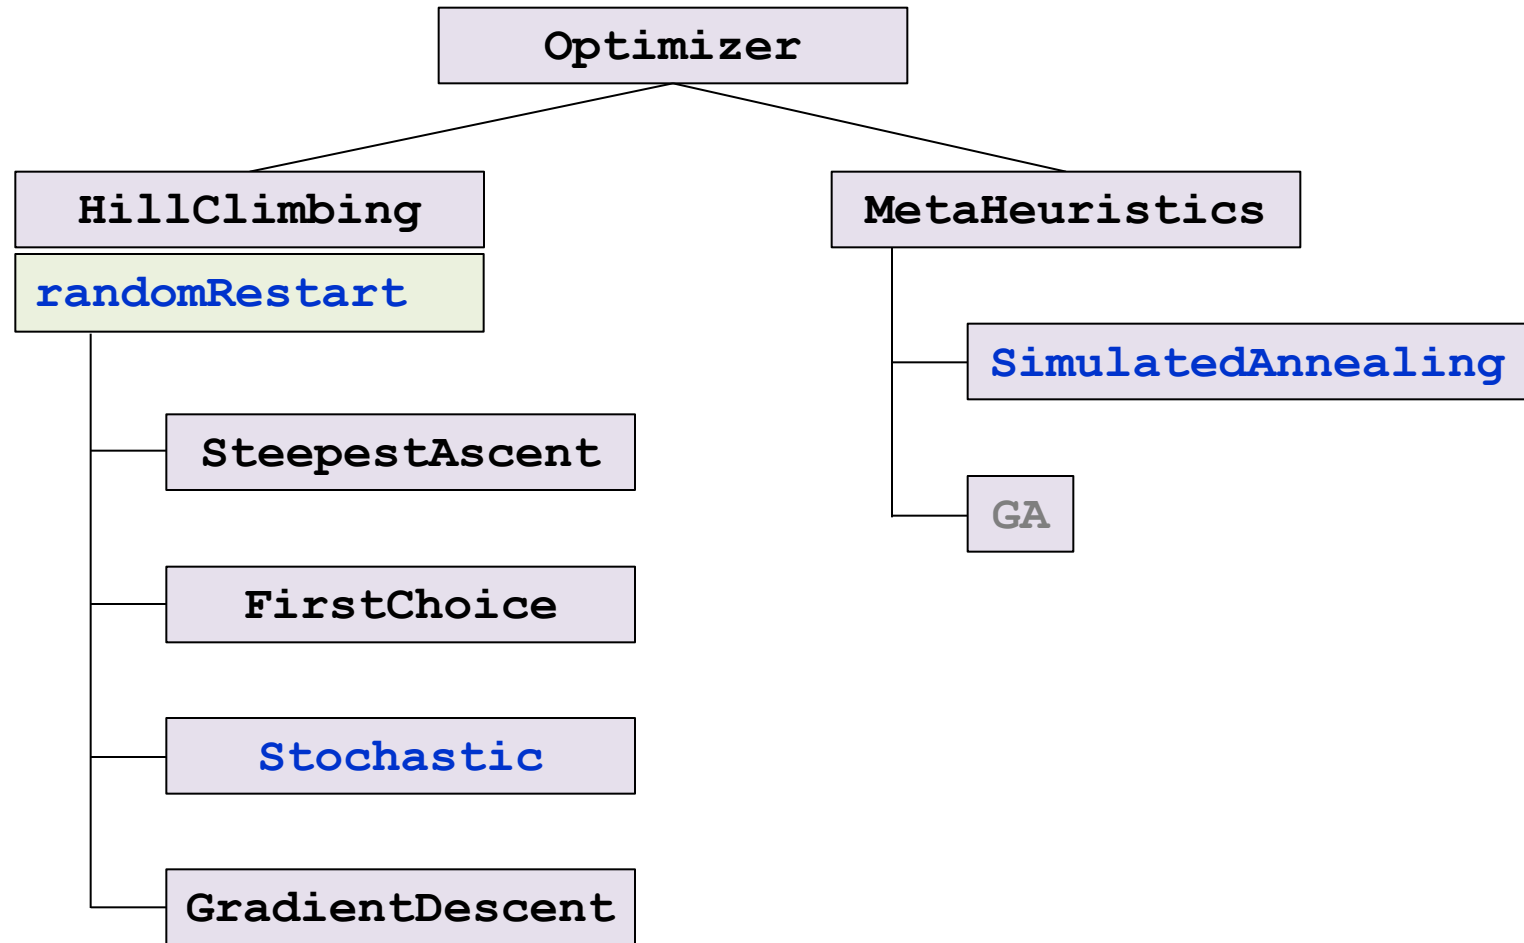 Optimizer
HillClimbing
randomRestart
SteepestAscent
FirstChoice
Stochastic
GradientDescent
MetaHeuristics
SimulatedAnnealing
GA